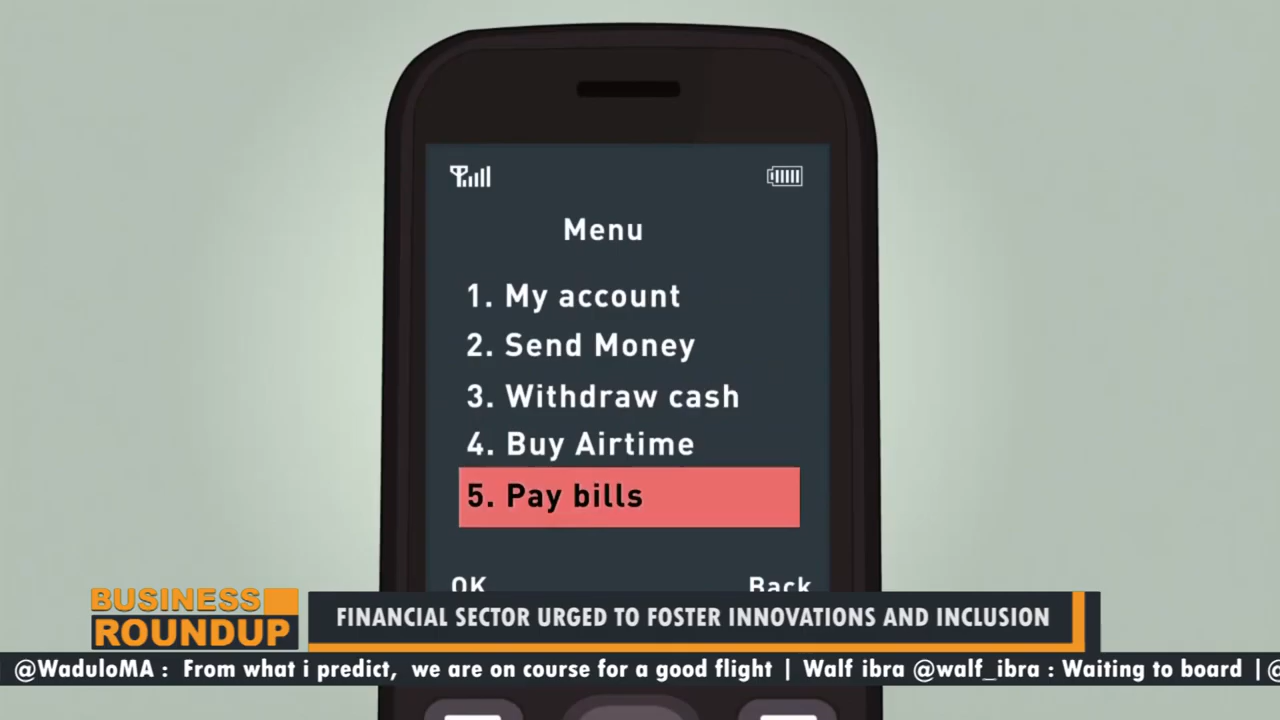 Menu
1. My account
2. Send Money
3. Withdraw cash
4. Buy Airtime
5. Pay bills
OK Back
BUSINESS
ROUNDUP
FINANCIAL SECTOR URGED TO FOSTER INNOVATIONS AND INCLUSION
@WaduloMA : From what i predict, we are on course for a good flight | Walf ibra @walf_ibra : Waiting to board | @